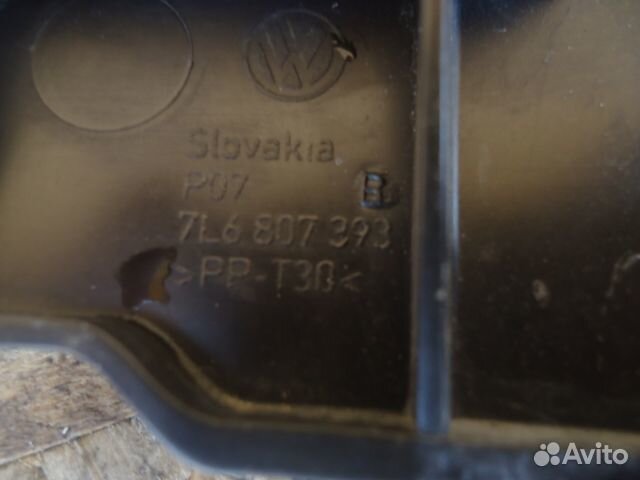 Slovakia
P07 B
7L6 807 393
>PP-T30<
Avito